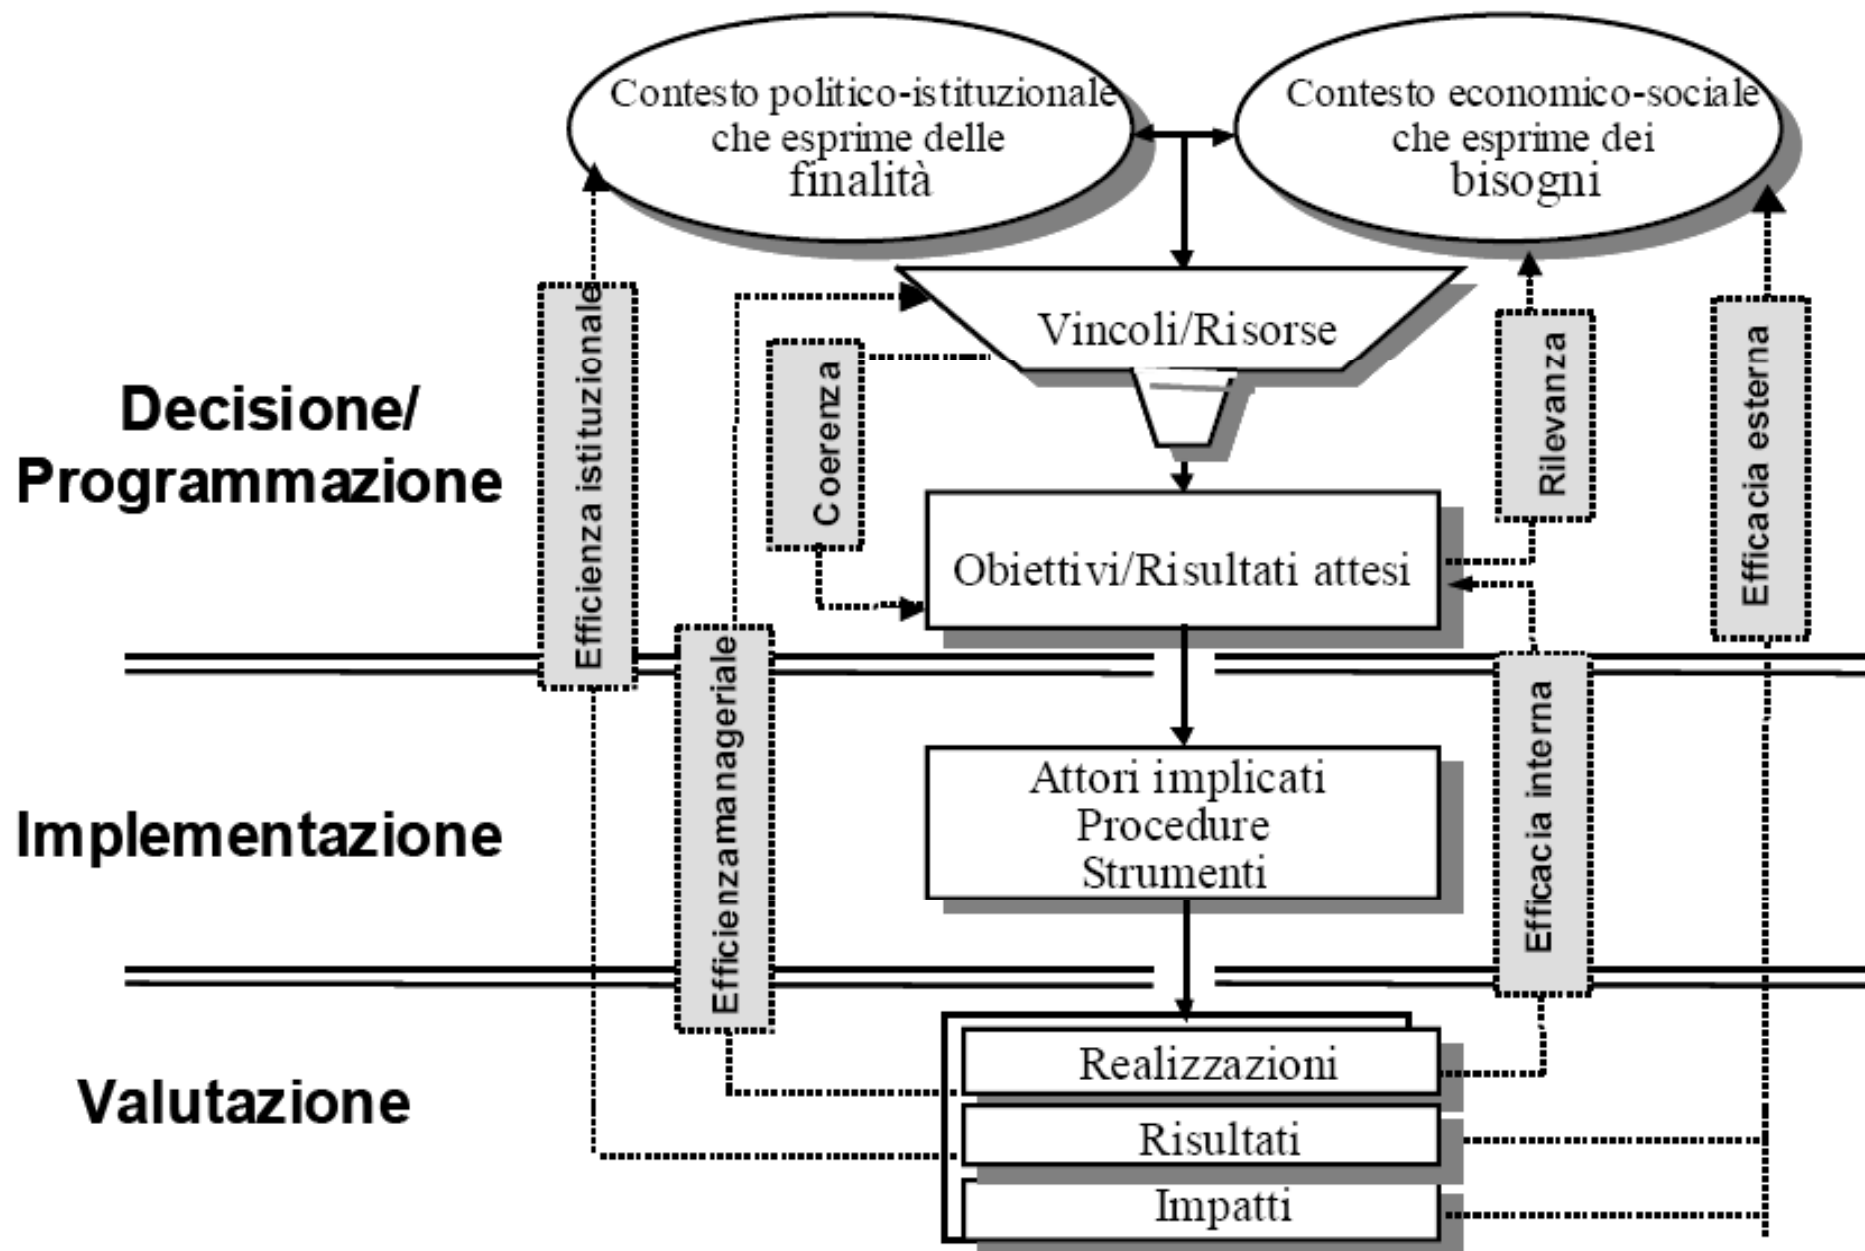 Contesto politico-istituzionale
che esprime delle
finalità
Contesto economico-sociale
che esprime dei
bisogni
Vincoli/Risorse
Decisione/
Programmazione
Efficienza istituzionale
Coerenza
Rilevanza
Efficacia esterna
Obiettivi/Risultati attesi
Implementazione
Efficienzamanageriale
Attori implicati
Procedure
Strumenti
Efficacia interna
Valutazione
Realizzazioni
Risultati
Impatti